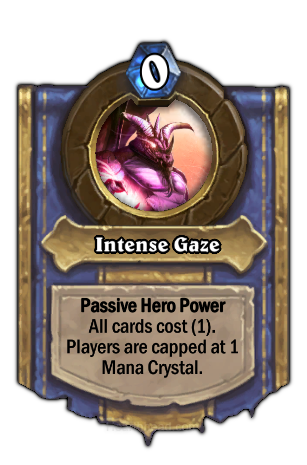 0
Intense Gaze
Passive Hero Power
All cards cost (1).
Players are capped at 1
Mana Crystal.